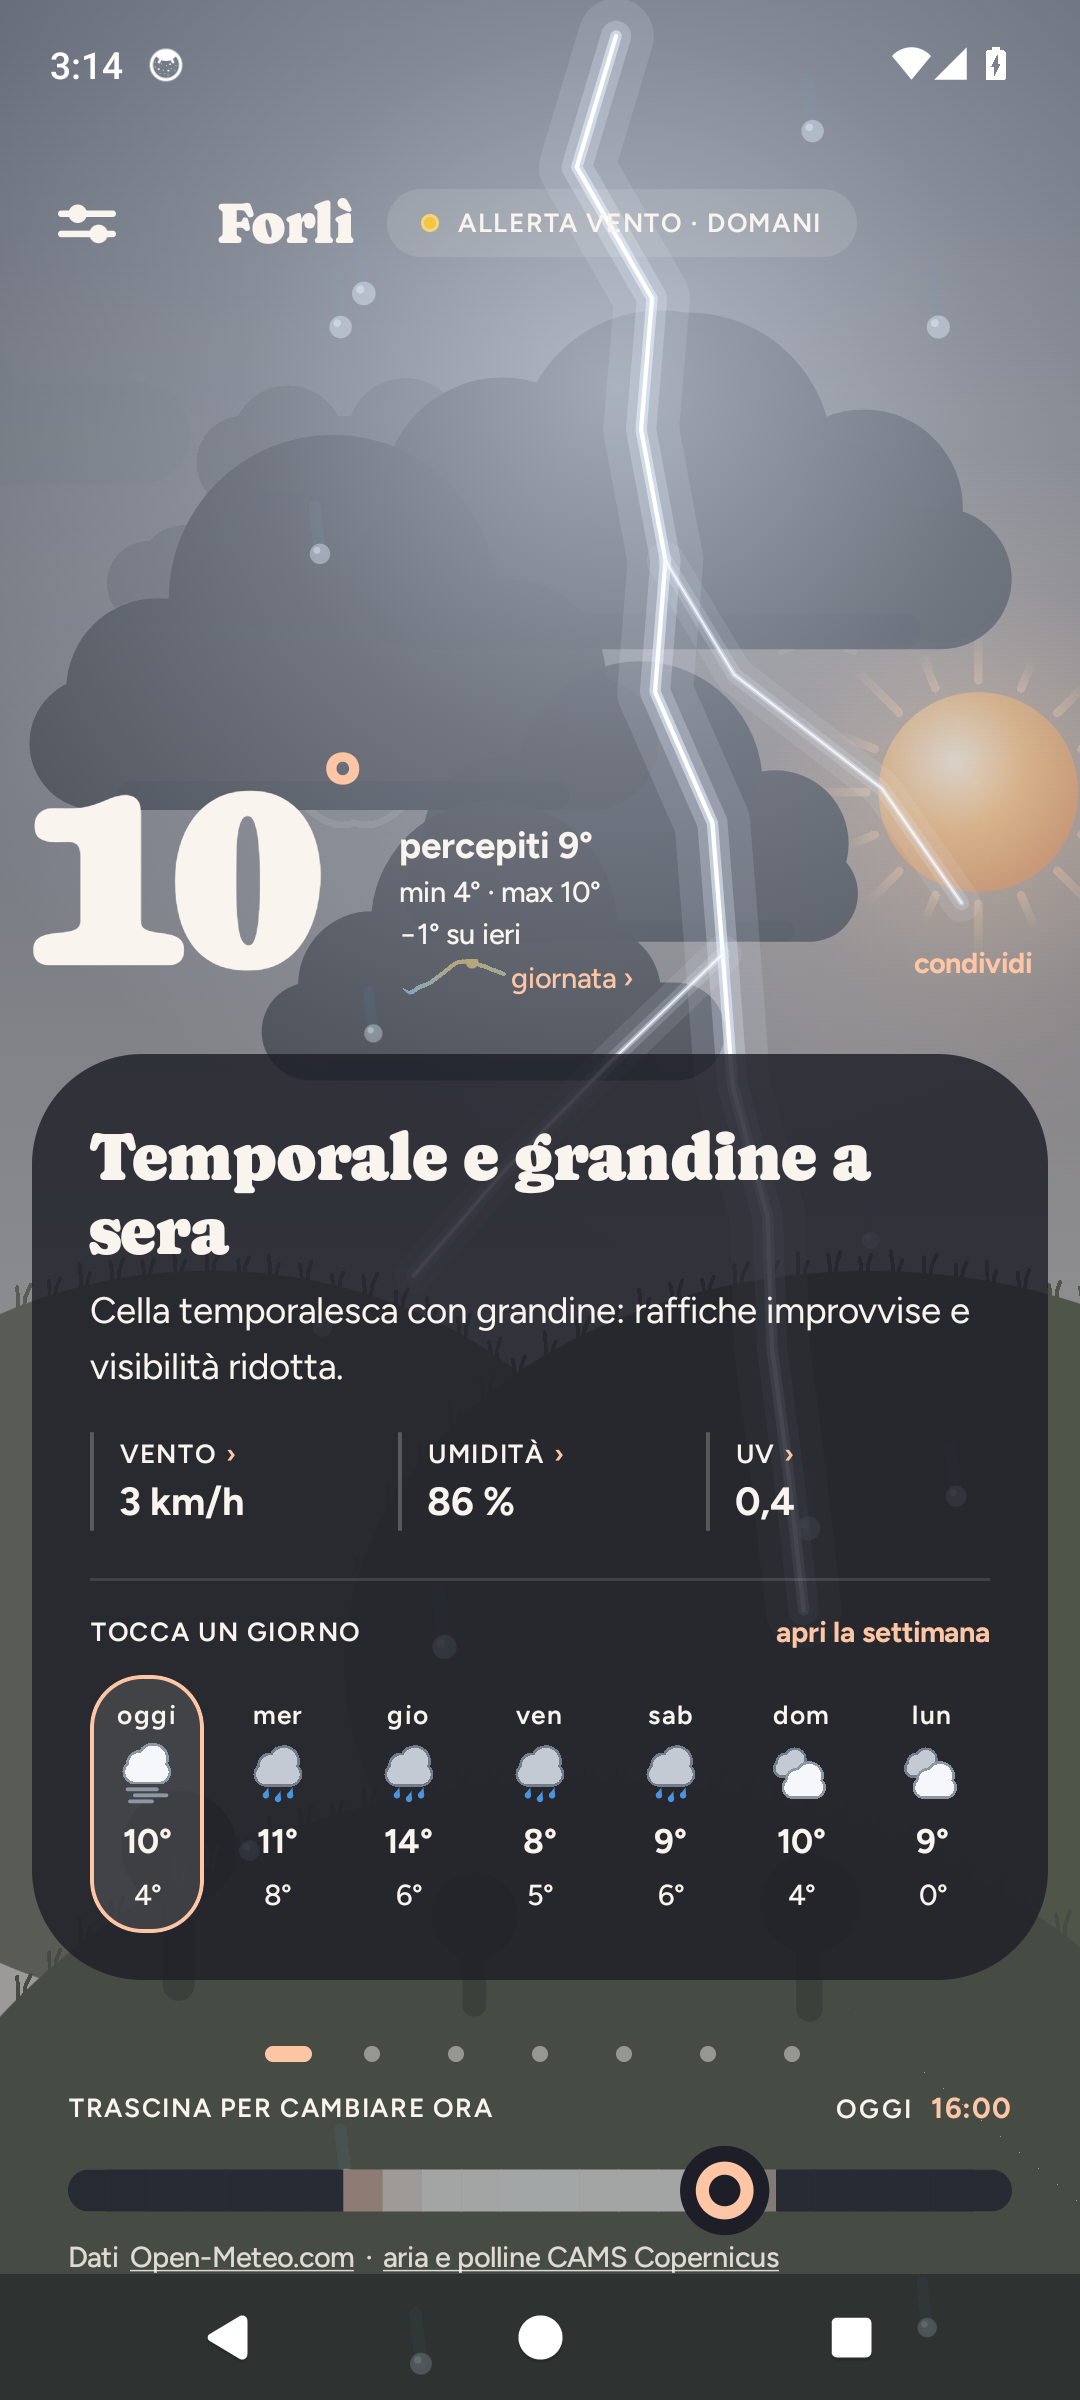 3:14
Forlì
ALLERTA VENTO · DOMANI
10°
percepiti 9°
min 4° · max 10°
−1° su ieri
giornata ›
condividi
Temporale e grandine a
sera
Cella temporalesca con grandine: raffiche improvvise e
visibilità ridotta.
VENTO › UMIDITÀ › UV ›
3 km/h 86 % 0,4
TOCCA UN GIORNO apri la settimana
oggi mer gio ven sab dom lun
10° 11° 14° 8° 9° 10° 9°
4° 8° 6° 5° 6° 4° 0°
TRASCINA PER CAMBIARE ORA OGGI 16:00
Dati Open-Meteo.com · aria e polline CAMS Copernicus